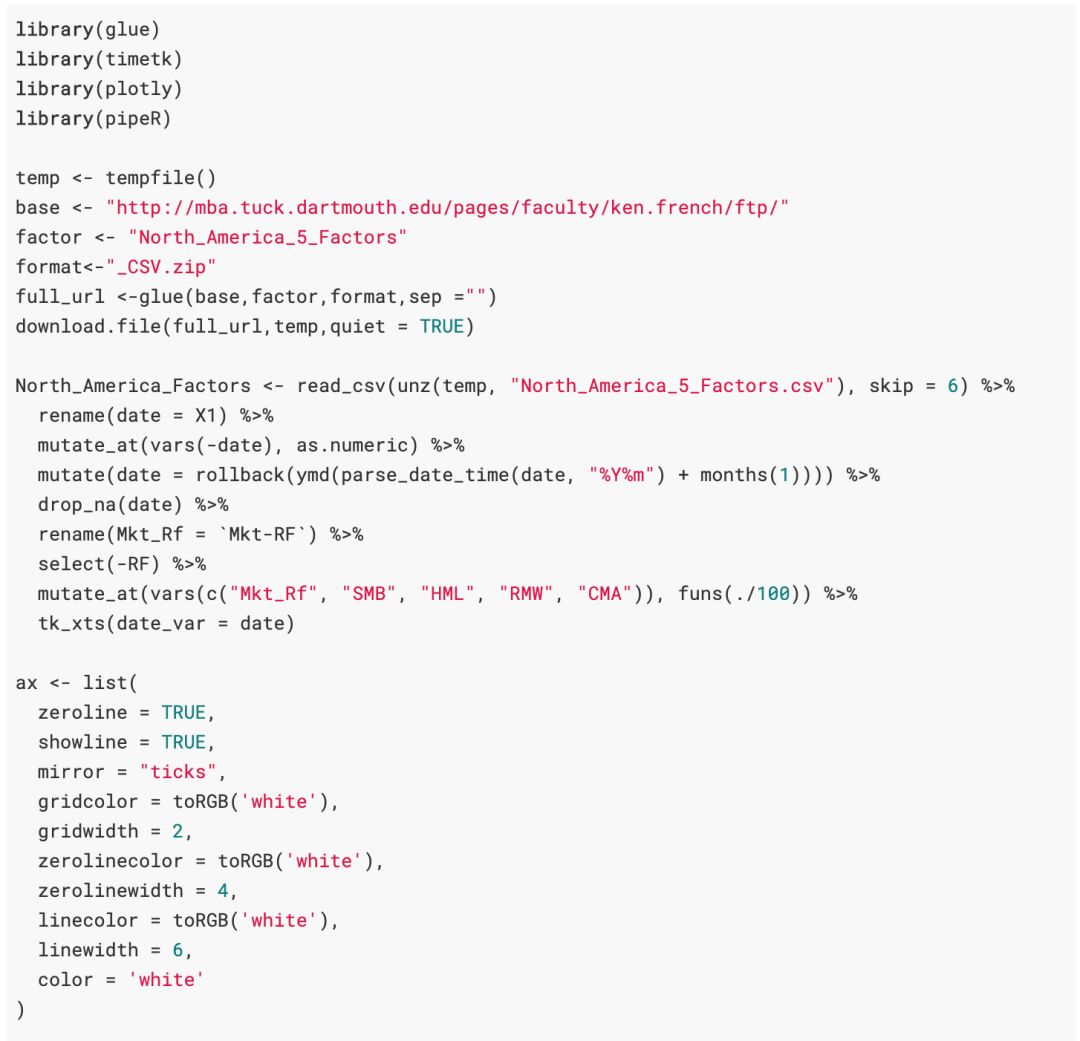 library(glue)
library(timetk)
library(plotly)
library(pipeR)

temp <- tempfile()
base <- "http://mba.tuck.dartmouth.edu/pages/faculty/ken.french/ftp/"
factor <- "North_America_5_Factors"
format<-"_CSV.zip"
full_url <-glue(base,factor,format,sep ="")
download.file(full_url,temp,quiet = TRUE)

North_America_Factors <- read_csv(unz(temp, "North_America_5_Factors.csv"), skip = 6) %>%
  rename(date = X1) %>%
  mutate_at(vars(-date), as.numeric) %>%
  mutate(date = rollback(ymd(parse_date_time(date, "%Y%m") + months(1)))) %>%
  drop_na(date) %>%
  rename(Mkt_Rf = `Mkt-RF`) %>%
  select(-RF) %>%
  mutate_at(vars(c("Mkt_Rf", "SMB", "HML", "RMW", "CMA")), funs(./100)) %>%
  tk_xts(date_var = date)

ax <- list(
  zeroline = TRUE,
  showline = TRUE,
  mirror = "ticks",
  gridcolor = toRGB('white'),
  gridwidth = 2,
  zerolinecolor = toRGB('white'),
  zerolinewidth = 4,
  linecolor = toRGB('white'),
  linewidth = 6,
  color = 'white'
)